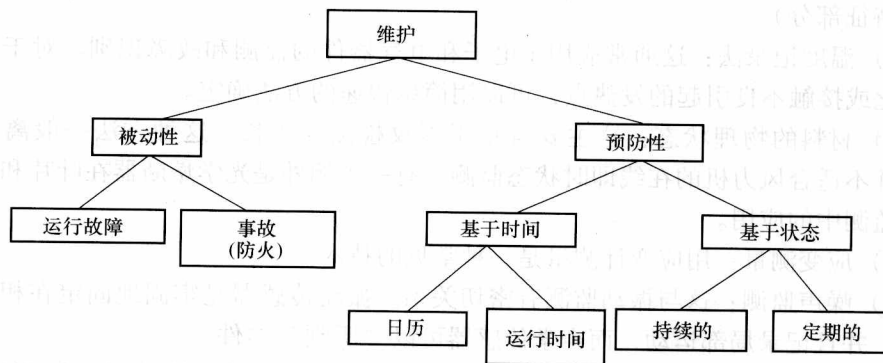 维护
被动性
预防性
运行故障
事故
(防火)
基于时间
基于状态
日历
运行时间
持续的
定期的